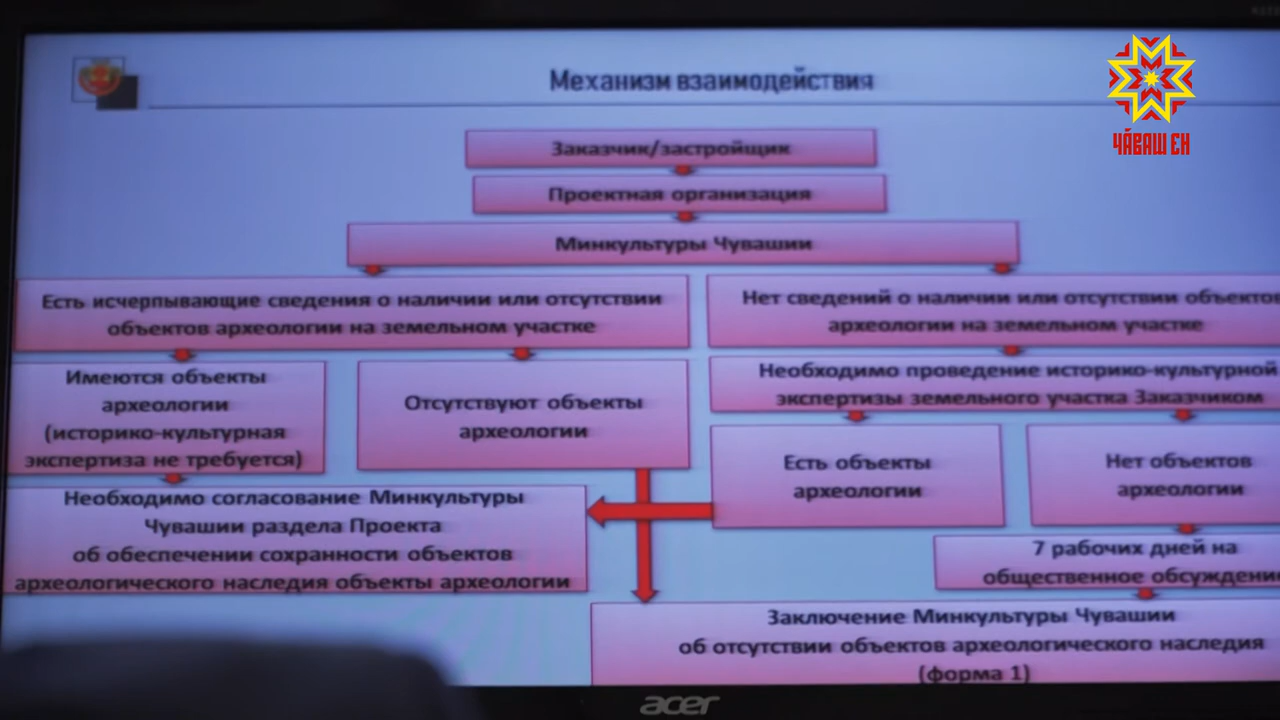 Механизм взаимодействия
ЧӐВАШ ЕН
Заказчик/застройщик
Проектная организация
Минкультуры Чувашии
Есть исчерпывающие сведения о наличии или отсутствии
объектов археологии на земельном участке
Нет сведений о наличии или отсутствии объектов
археологии на земельном участке
Имеются объекты
археологии
(историко-культурная
экспертиза не требуется)
Отсутствуют объекты
археологии
Необходимо проведение историко-культурной
экспертизы земельного участка Заказчиком
Есть объекты
археологии
Нет объектов
археологии
Необходимо согласование Минкультуры
Чувашии раздела Проекта
об обеспечении сохранности объектов
археологического наследия объекты археологии
7 рабочих дней на
общественное обсуждение
Заключение Минкультуры Чувашии
об отсутствии объектов археологического наследия
(форма 1)
acer